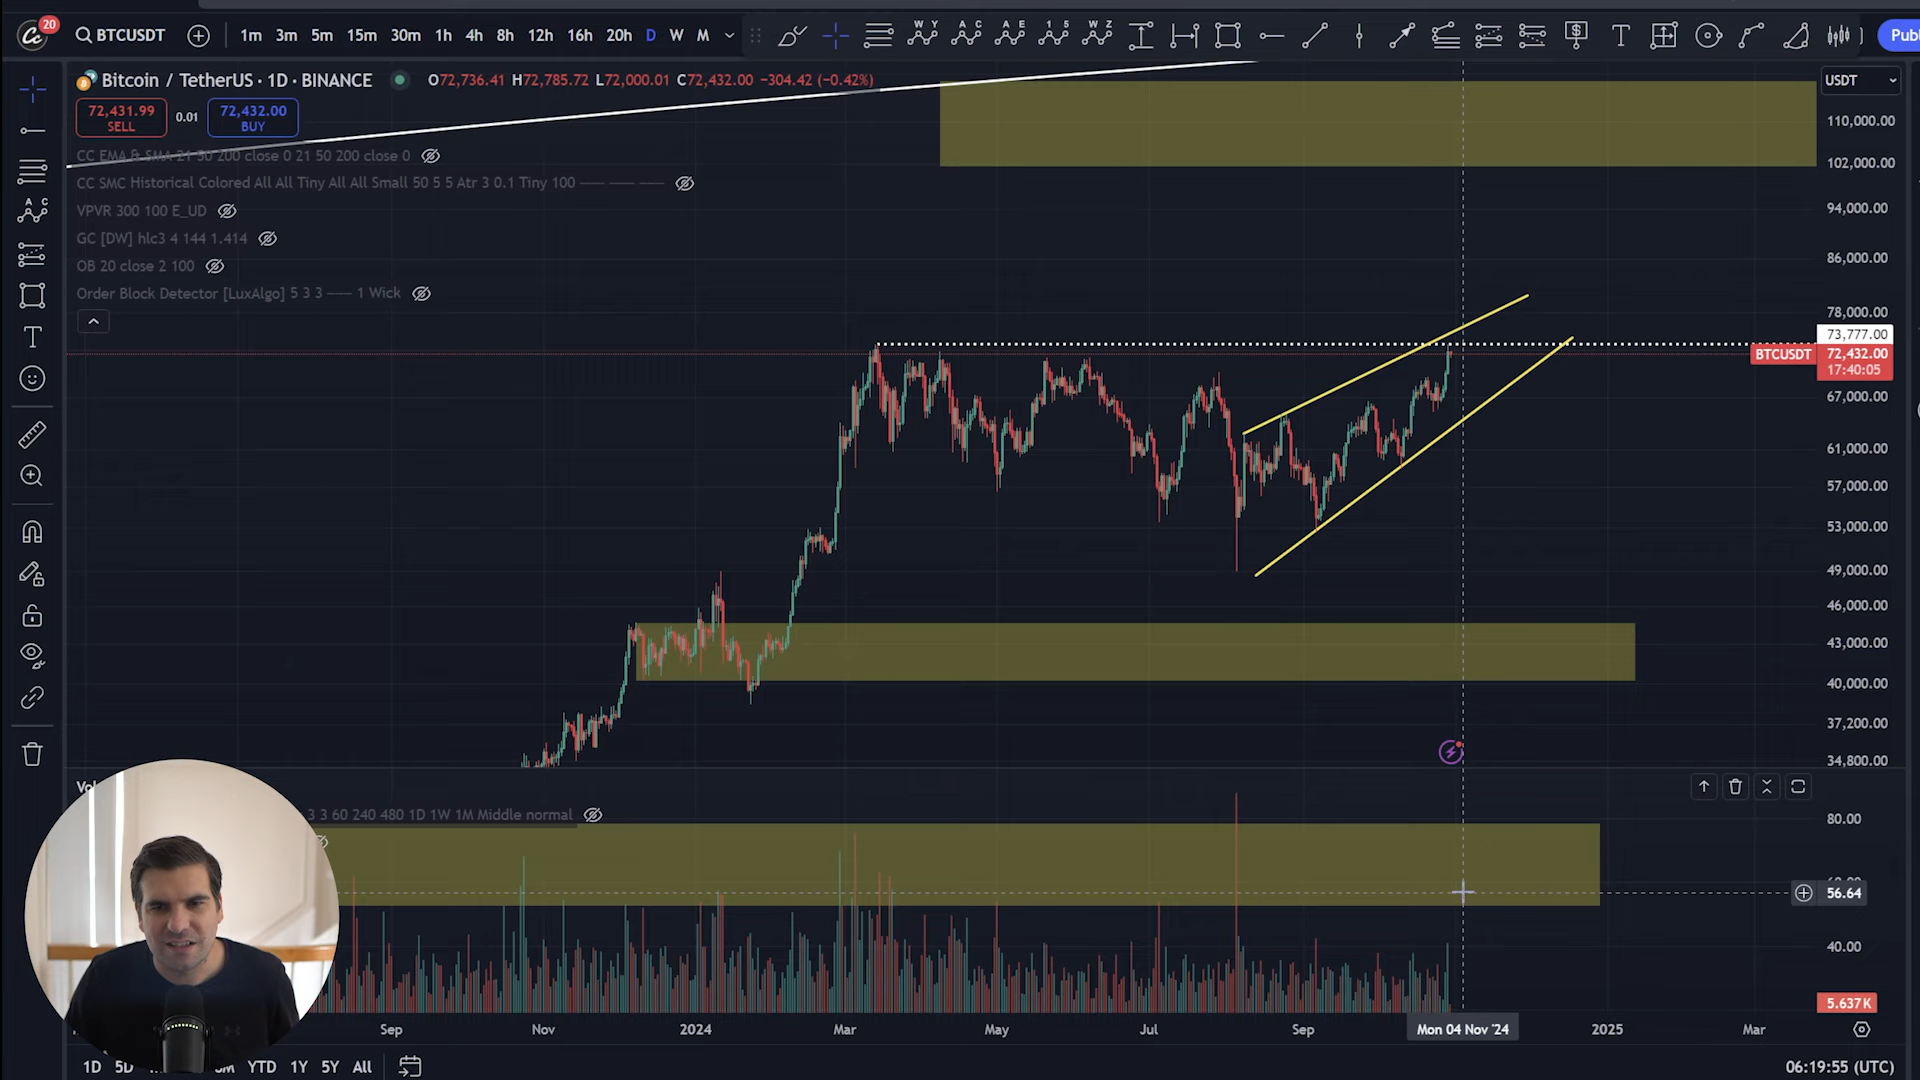 20
BTCUSDT 1m 3m 5m 15m 30m 1h 4h 8h 12h 16h 20h D W M
W Y A C A E 1 5 W Z T
Publ
Bitcoin / TetherUS · 1D · BINANCE O72,736.41 H72,785.72 L72,000.01 C72,432.00 −304.42 (−0.42%)
USDT
72,431.99
SELL
0.01
72,432.00
BUY
CC EMA & SMA 21 50 200 close 0 21 50 200 close 0
CC SMC Historical Colored All All Tiny All All Small 50 5 5 Atr 3 0.1 Tiny 100
VPVR 300 100 E_UD
GC [DW] hlc3 4 144 1.414
OB 20 close 2 100
Order Block Detector [LuxAlgo] 5 3 3 1 Wick
A C
T
110,000.00
102,000.00
94,000.00
86,000.00
78,000.00
73,777.00
BTCUSDT 72,432.00
17:40:05
67,000.00
61,000.00
57,000.00
53,000.00
49,000.00
46,000.00
43,000.00
40,000.00
37,200.00
34,800.00
3 3 60 240 480 1D 1W 1M Middle normal
80.00
56.64
40.00
5.637K
Sep Nov 2024 Mar May Jul Sep Mon 04 Nov '24 2025 Mar
1D 5D YTD 1Y 5Y All
06:19:55 (UTC)